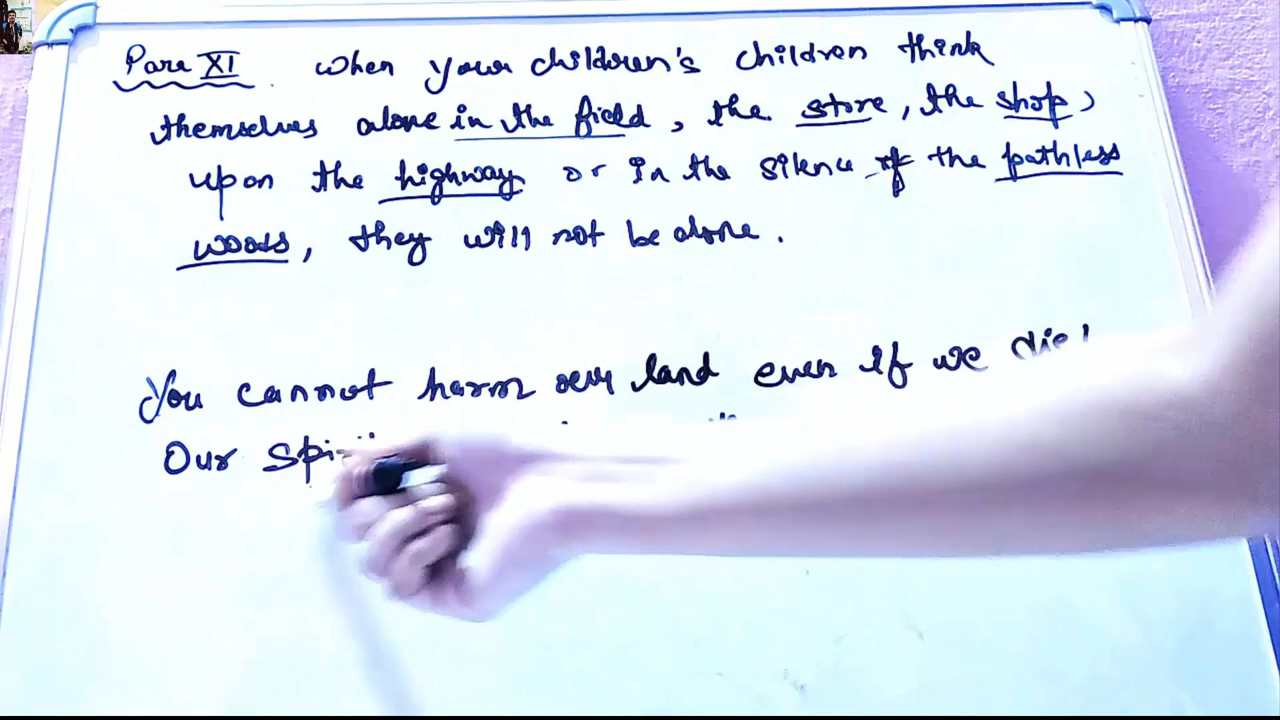 Para XI. When your children's children think
themselves alone in the field, the store, the shop,
upon the highway or in the silence of the pathless
woods, they will not be alone.
You cannot harm our land even if we die!
Our